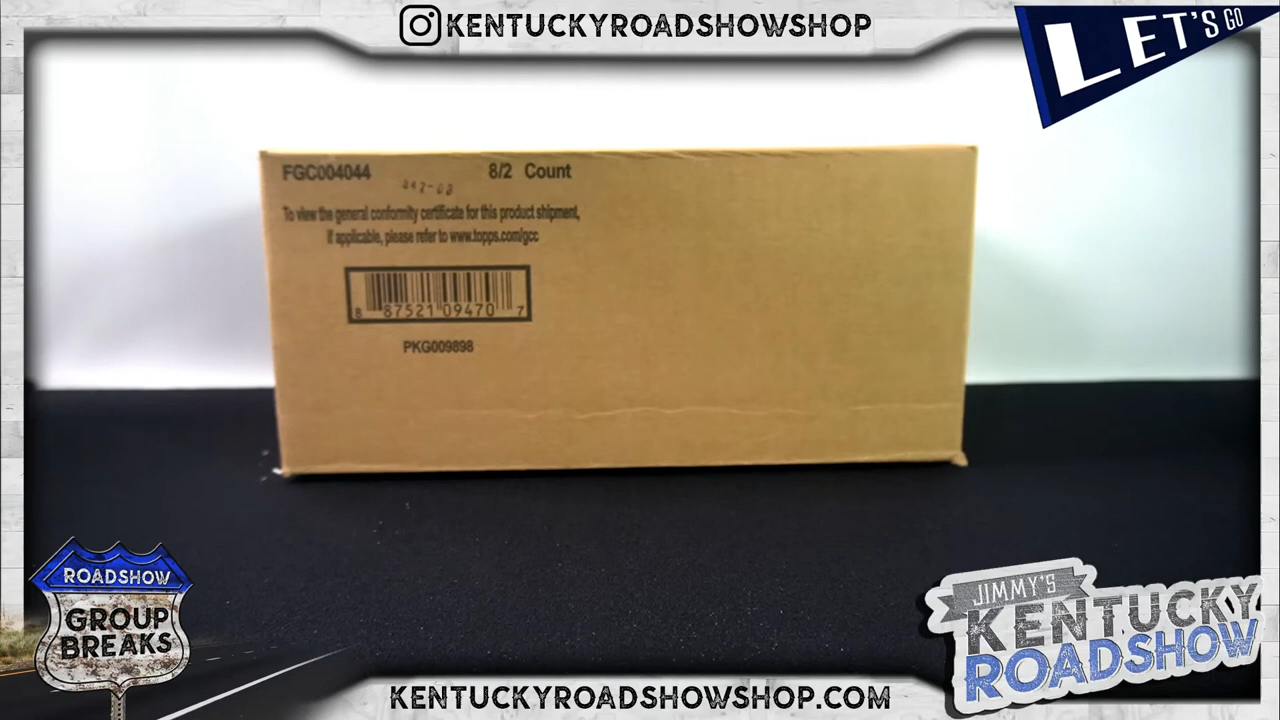 KENTUCKYROADSHOWSHOP
LET'S GO
FGC004044 8/2 Count
To view the general conformity certificate for this product shipment,
if applicable, please refer to www.topps.com/gcc
8 87521 09470 7
PKG009898
ROADSHOW
GROUP
BREAKS
JIMMY'S
KENTUCKY
ROADSHOW
KENTUCKYROADSHOWSHOP.COM